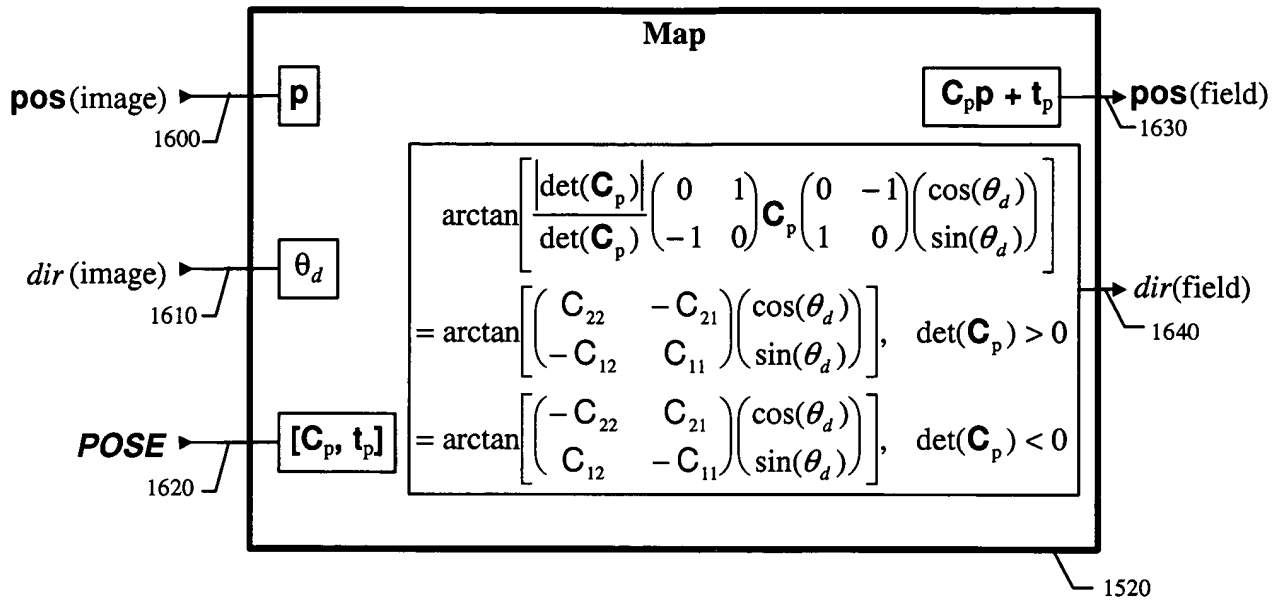 Map
pos(image)
1600
p
C_p p + t_p
pos(field)
1630
arctan[ |det(C_p)| / det(C_p) (0 1; −1 0) C_p (0 −1; 1 0) (cos(θ_d); sin(θ_d)) ]
dir(image)
1610
θ_d
= arctan[ (C_22 −C_21; −C_12 C_11) (cos(θ_d); sin(θ_d)) ], det(C_p) > 0
dir(field)
1640
POSE
1620
[C_p, t_p]
= arctan[ (−C_22 C_21; C_12 −C_11) (cos(θ_d); sin(θ_d)) ], det(C_p) < 0
1520